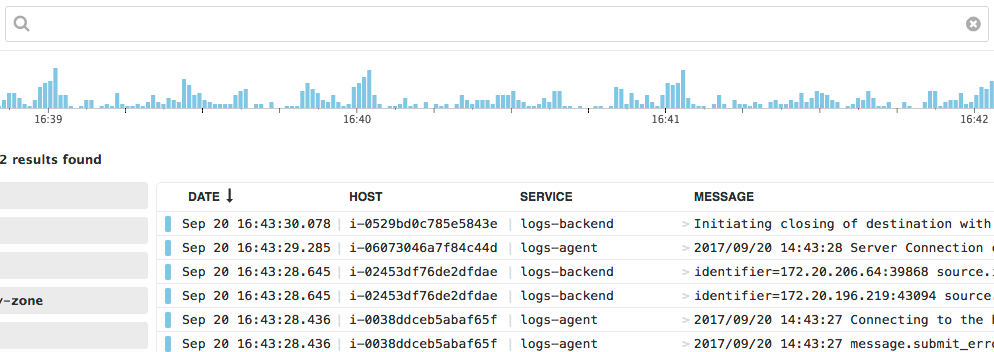 16:39 16:40 16:41 16:42
2 results found
DATE ↓ HOST SERVICE MESSAGE
Sep 20 16:43:30.078 | i-0529bd0c785e5843e | logs-backend > Initiating closing of destination with
Sep 20 16:43:29.285 | i-06073046a7f84c44d | logs-agent > 2017/09/20 14:43:28 Server Connection
Sep 20 16:43:28.645 | i-02453df76de2dfdae | logs-backend > identifier=172.20.206.64:39868 source.
Sep 20 16:43:28.645 | i-02453df76de2dfdae | logs-backend > identifier=172.20.196.219:43094 source.
y-zone
Sep 20 16:43:28.436 | i-0038ddceb5abaf65f | logs-agent > 2017/09/20 14:43:27 Connecting to the
Sep 20 16:43:28.436 | i-0038ddceb5abaf65f | logs-agent > 2017/09/20 14:43:27 message.submit_erro